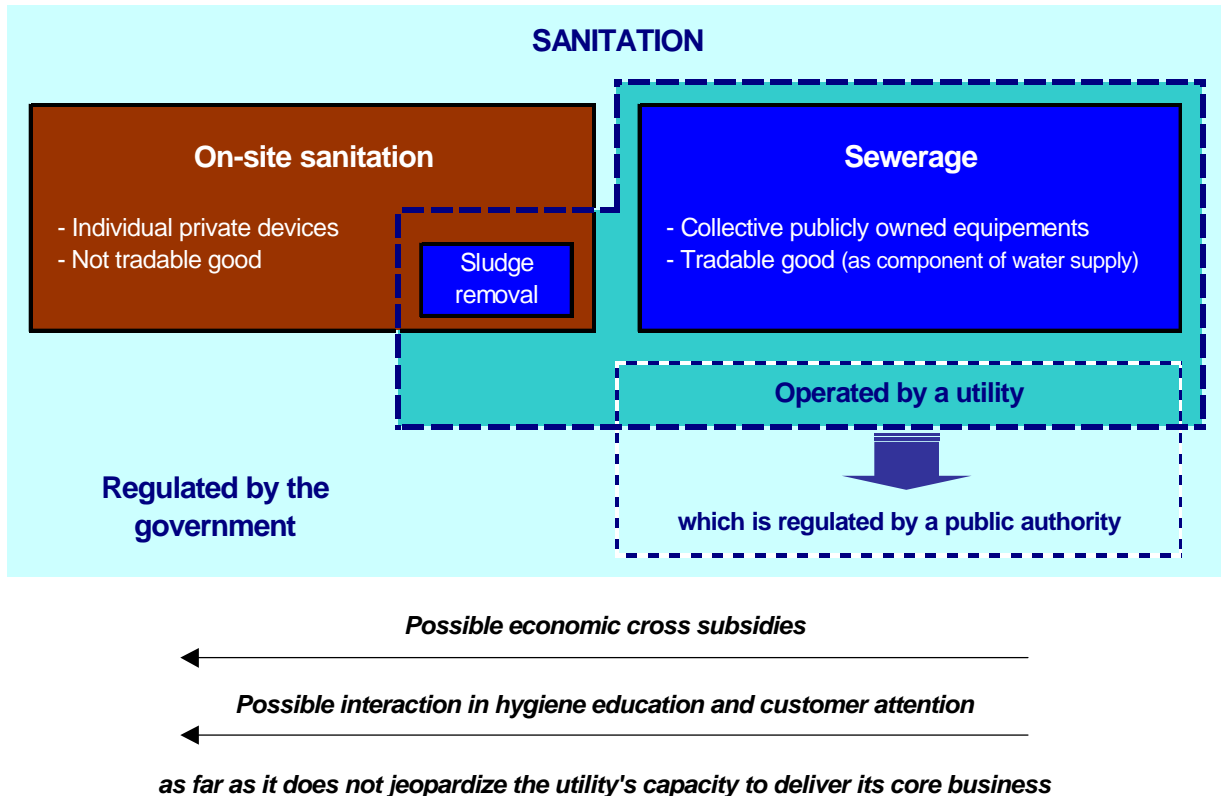 SANITATION
On-site sanitation
- Individual private devices
- Not tradable good
Sludge
removal
Sewerage
- Collective publicly owned equipements
- Tradable good (as component of water supply)
Operated by a utility
which is regulated by a public authority
Regulated by the
government
Possible economic cross subsidies
Possible interaction in hygiene education and customer attention
as far as it does not jeopardize the utility's capacity to deliver its core business